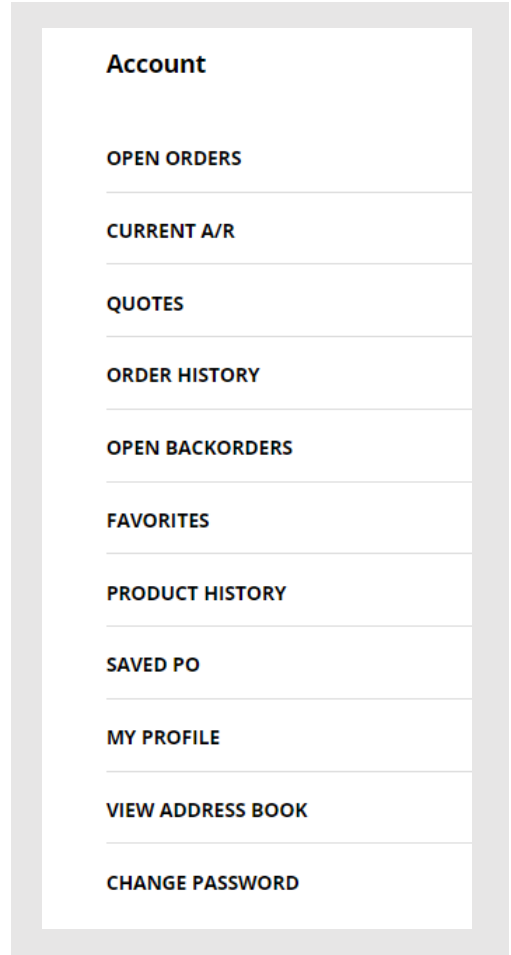 Account
OPEN ORDERS
CURRENT A/R
QUOTES
ORDER HISTORY
OPEN BACKORDERS
FAVORITES
PRODUCT HISTORY
SAVED PO
MY PROFILE
VIEW ADDRESS BOOK
CHANGE PASSWORD